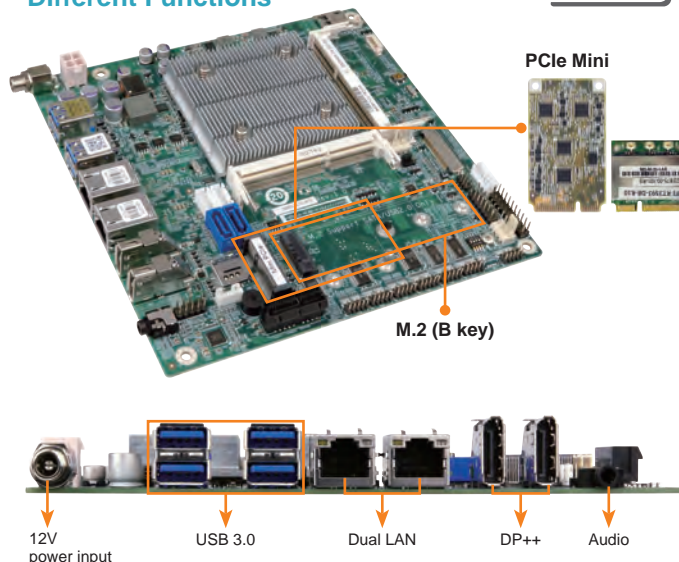 Different Functions
PCIe Mini
M.2 (B key)
12V
power input
USB 3.0
Dual LAN
DP++
Audio